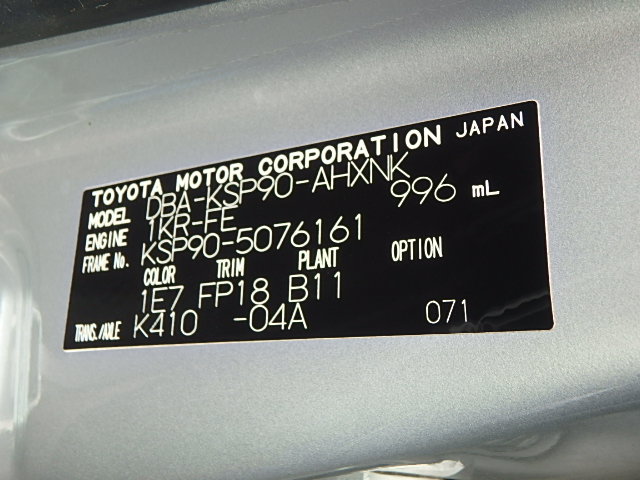 TOYOTA MOTOR CORPORATION JAPAN
MODEL DBA-KSP90-AHXNK
ENGINE 1KR-FE 996 mL
FRAME No. KSP90-5076161
COLOR TRIM PLANT OPTION
1E7 FP18 B11
TRANS./AXLE K410 -04A 071